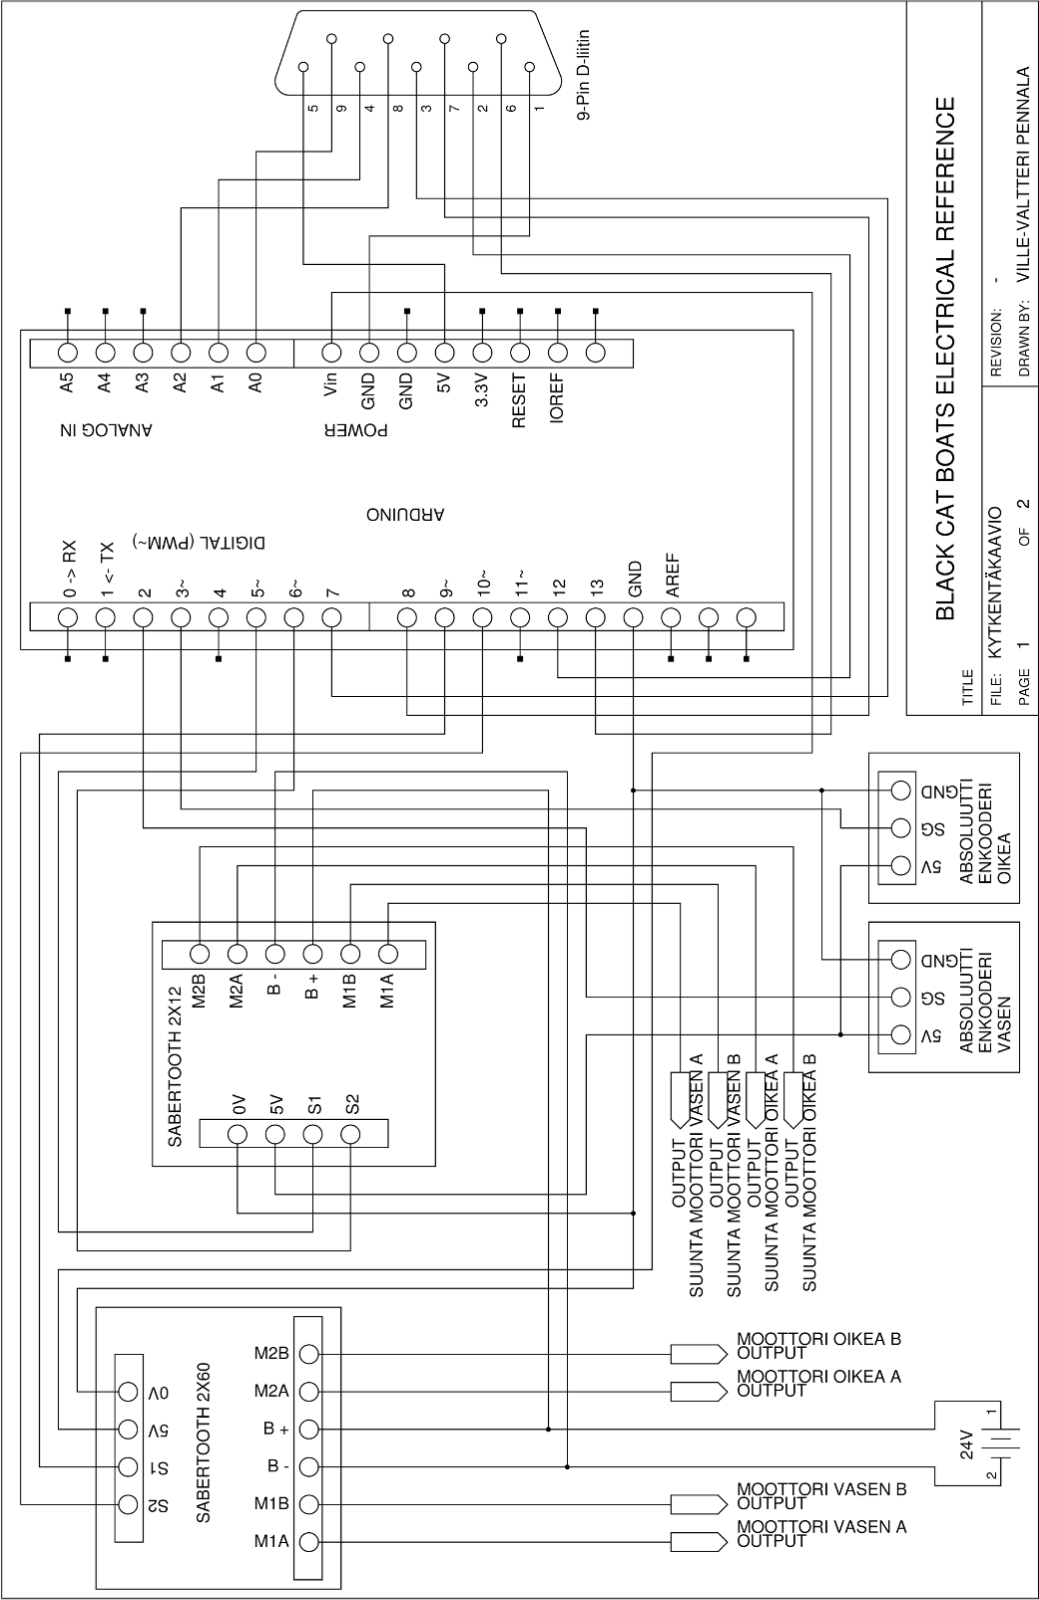 9-Pin D-liitin
5
9
4
8
3
7
2
6
1
A5
A4
A3
A2
A1
A0
Vin
GND
GND
5V
3.3V
RESET
IOREF
ANALOG IN
POWER
ARDUINO
DIGITAL (PWM~)
0 -> RX
1 <- TX
2
3~
4
5~
6~
7
8
9~
10~
11~
12
13
GND
AREF
SABERTOOTH 2X12
M2B
M2A
B -
B +
M1B
M1A
0V
5V
S1
S2
GND
SG
5V
ABSOLUUTTI
ENKOODERI
OIKEA
GND
SG
5V
ABSOLUUTTI
ENKOODERI
VASEN
OUTPUT
SUUNTA MOOTTORI VASEN A
OUTPUT
SUUNTA MOOTTORI VASEN B
OUTPUT
SUUNTA MOOTTORI OIKEA A
OUTPUT
SUUNTA MOOTTORI OIKEA B
SABERTOOTH 2X60
0V
5V
S1
S2
M2B
M2A
B +
B -
M1B
M1A
MOOTTORI OIKEA B
OUTPUT
MOOTTORI OIKEA A
OUTPUT
MOOTTORI VASEN B
OUTPUT
MOOTTORI VASEN A
OUTPUT
24V
1
2
TITLE
BLACK CAT BOATS ELECTRICAL REFERENCE
FILE: KYTKENTÄKAAVIO
REVISION: -
PAGE 1 OF 2
DRAWN BY: VILLE-VALTTERI PENNALA